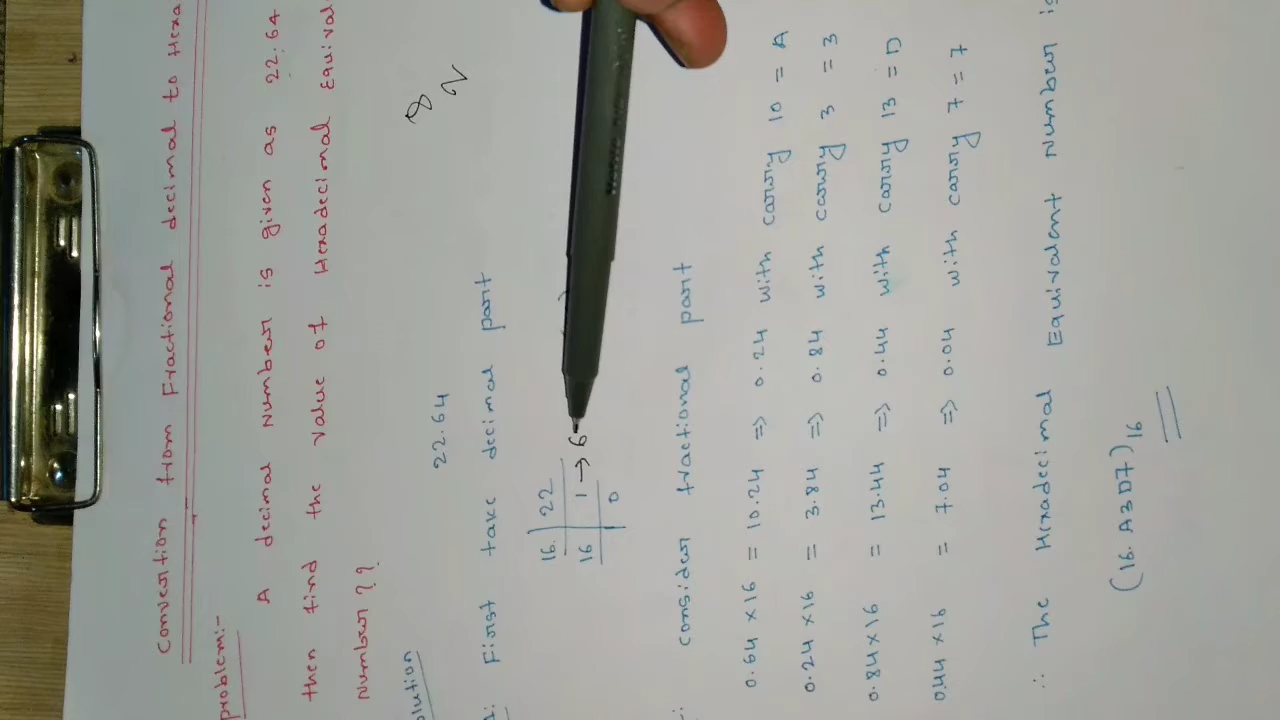 Convertion from Fractional decimal to Hexa
problem:-
A decimal Number is given as 22.64
then find the value of Hexadecimal Equival
Number??
olution
22.64
First take decimal part
16 22
16 1 → 6
0
consider fractional part
0.64 × 16 = 10.24 => 0.24 with carry 10 = A
0.24 × 16 = 3.84 => 0.84 with carry 3 = 3
0.84 × 16 = 13.44 => 0.44 with carry 13 = D
0.44 × 16 = 7.04 => 0.04 with carry 7 = 7
∴ The Hexadecimal Equivalent Number is
(16.A3D7)16